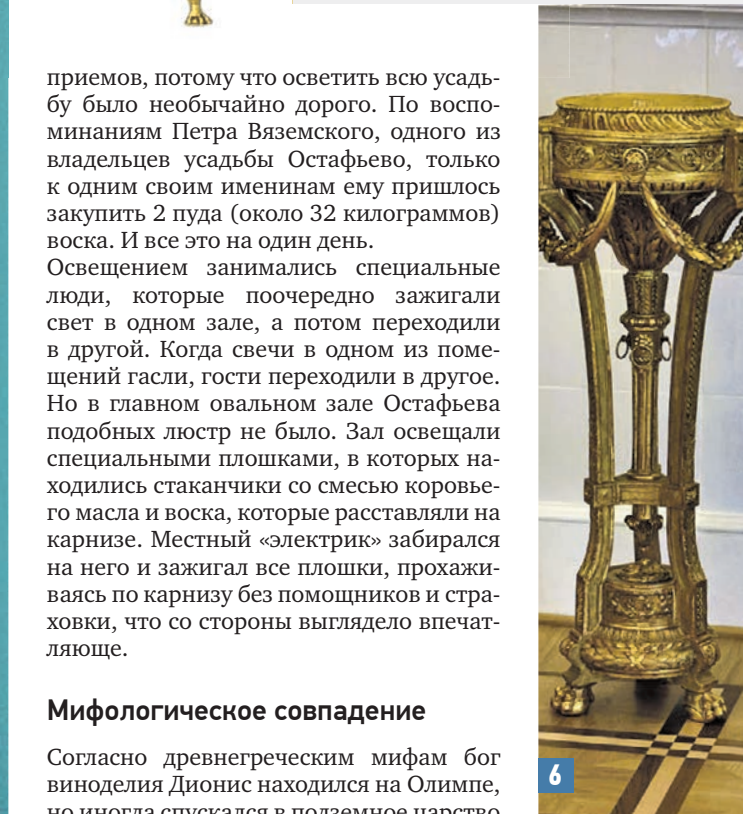 приемов, потому что осветить всю усадь-
бу было необычайно дорого. По воспо-
минаниям Петра Вяземского, одного из
владельцев усадьбы Остафьево, только
к одним своим именинам ему пришлось
закупить 2 пуда (около 32 килограммов)
воска. И все это на один день.
Освещением занимались специальные
люди, которые поочередно зажигали
свет в одном зале, а потом переходили
в другой. Когда свечи в одном из поме-
щений гасли, гости переходили в другое.
Но в главном овальном зале Остафьева
подобных люстр не было. Зал освещали
специальными плошками, в которых на-
ходились стаканчики со смесью коровье-
го масла и воска, которые расставляли на
карнизе. Местный «электрик» забирался
на него и зажигал все плошки, прохажи-
ваясь по карнизу без помощников и стра-
ховки, что со стороны выглядело впечат-
ляюще.
Мифологическое совпадение
Согласно древнегреческим мифам бог
виноделия Дионис находился на Олимпе,
но иногда спускался в подземное царство
6